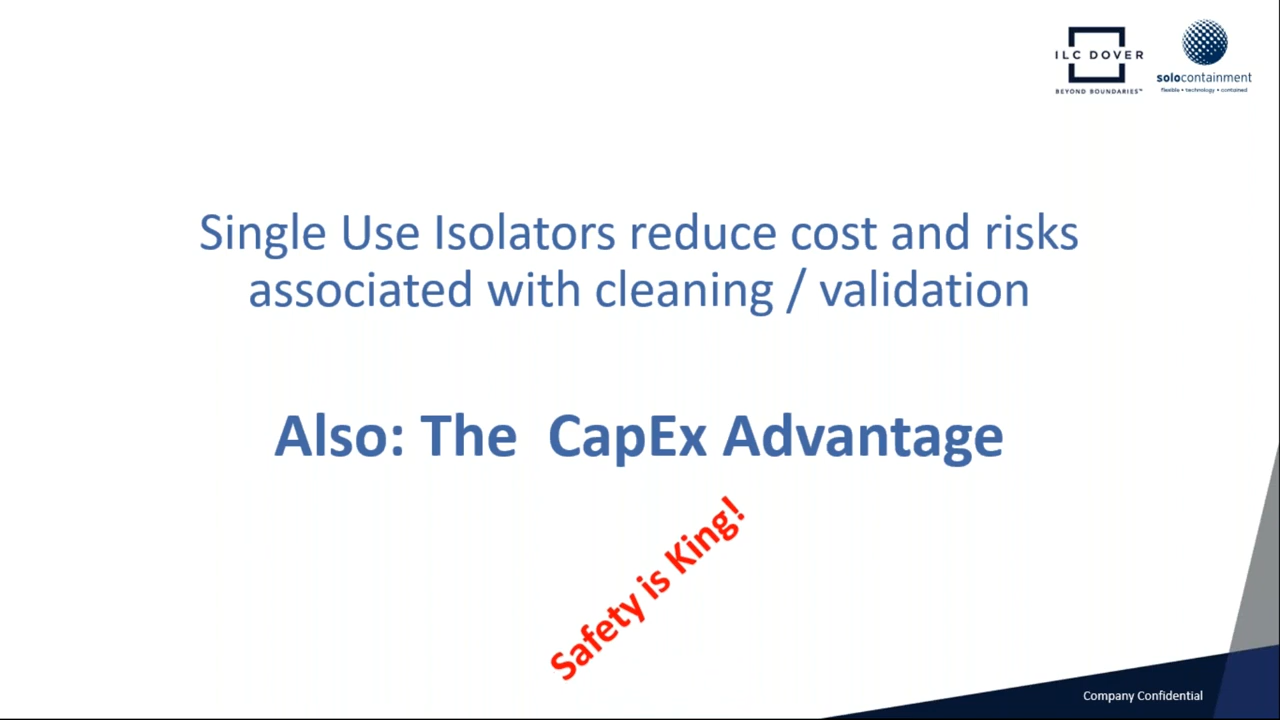 ILC DOVER
BEYOND BOUNDARIES™
solocontainment
flexible • technology • contained
Single Use Isolators reduce cost and risks
associated with cleaning / validation
Also: The  CapEx Advantage
Safety is King!
Company Confidential